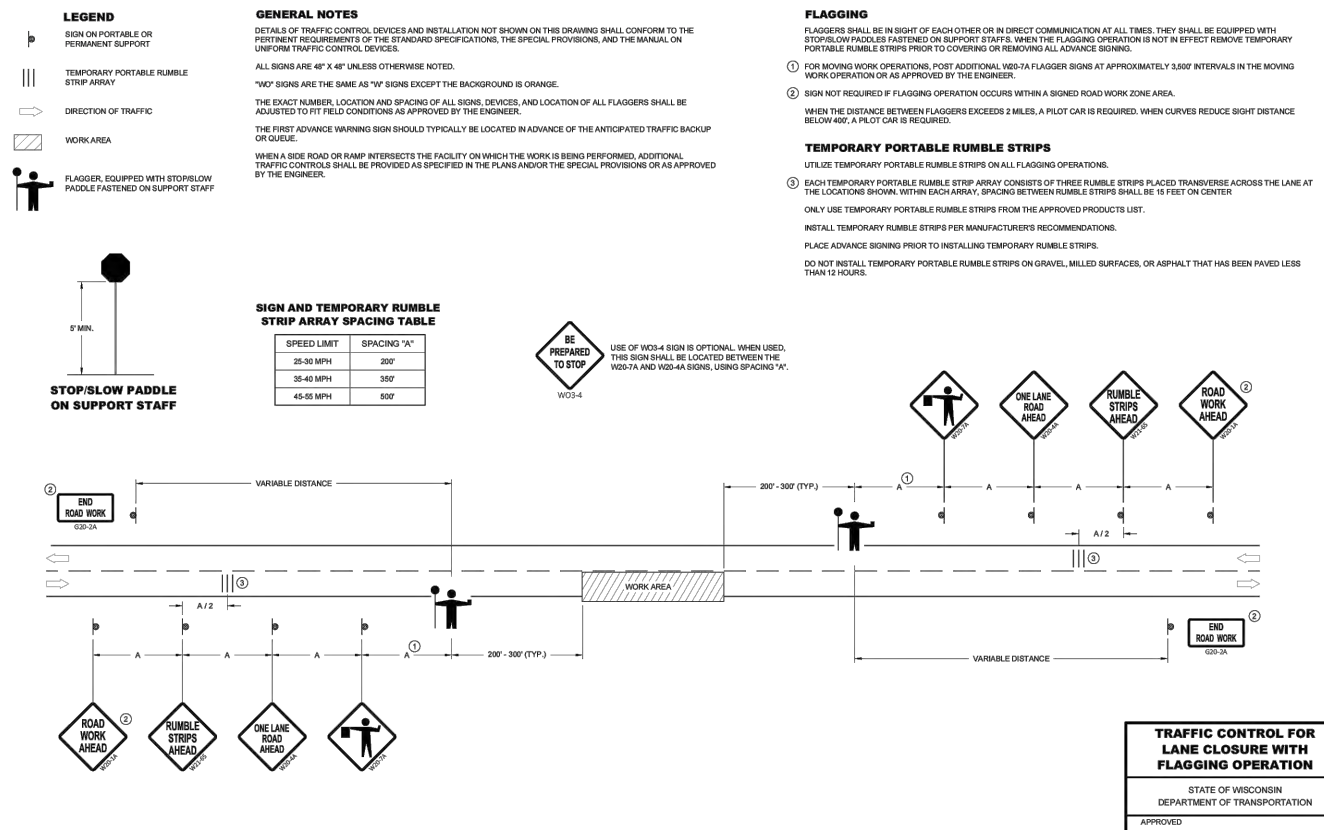 LEGEND
SIGN ON PORTABLE OR
PERMANENT SUPPORT
TEMPORARY PORTABLE RUMBLE
STRIP ARRAY
DIRECTION OF TRAFFIC
WORK AREA
FLAGGER, EQUIPPED WITH STOP/SLOW
PADDLE FASTENED ON SUPPORT STAFF
GENERAL NOTES
DETAILS OF TRAFFIC CONTROL DEVICES AND INSTALLATION NOT SHOWN ON THIS DRAWING SHALL CONFORM TO THE
PERTINENT REQUIREMENTS OF THE STANDARD SPECIFICATIONS, THE SPECIAL PROVISIONS, AND THE MANUAL ON
UNIFORM TRAFFIC CONTROL DEVICES.
ALL SIGNS ARE 48" X 48" UNLESS OTHERWISE NOTED.
"WO" SIGNS ARE THE SAME AS "W" SIGNS EXCEPT THE BACKGROUND IS ORANGE.
THE EXACT NUMBER, LOCATION AND SPACING OF ALL SIGNS, DEVICES, AND LOCATION OF ALL FLAGGERS SHALL BE
ADJUSTED TO FIT FIELD CONDITIONS AS APPROVED BY THE ENGINEER.
THE FIRST ADVANCE WARNING SIGN SHOULD TYPICALLY BE LOCATED IN ADVANCE OF THE ANTICIPATED TRAFFIC BACKUP
OR QUEUE.
WHEN A SIDE ROAD OR RAMP INTERSECTS THE FACILITY ON WHICH THE WORK IS BEING PERFORMED, ADDITIONAL
TRAFFIC CONTROLS SHALL BE PROVIDED AS SPECIFIED IN THE PLANS AND/OR THE SPECIAL PROVISIONS OR AS APPROVED
BY THE ENGINEER.
FLAGGING
FLAGGERS SHALL BE IN SIGHT OF EACH OTHER OR IN DIRECT COMMUNICATION AT ALL TIMES. THEY SHALL BE EQUIPPED WITH
STOP/SLOW PADDLES FASTENED ON SUPPORT STAFFS. WHEN THE FLAGGING OPERATION IS NOT IN EFFECT REMOVE TEMPORARY
PORTABLE RUMBLE STRIPS PRIOR TO COVERING OR REMOVING ALL ADVANCE SIGNING.
1 FOR MOVING WORK OPERATIONS, POST ADDITIONAL W20-7A FLAGGER SIGNS AT APPROXIMATELY 3,500' INTERVALS IN THE MOVING
WORK OPERATION OR AS APPROVED BY THE ENGINEER.
2 SIGN NOT REQUIRED IF FLAGGING OPERATION OCCURS WITHIN A SIGNED ROAD WORK ZONE AREA.
WHEN THE DISTANCE BETWEEN FLAGGERS EXCEEDS 2 MILES, A PILOT CAR IS REQUIRED. WHEN CURVES REDUCE SIGHT DISTANCE
BELOW 400', A PILOT CAR IS REQUIRED.
TEMPORARY PORTABLE RUMBLE STRIPS
UTILIZE TEMPORARY PORTABLE RUMBLE STRIPS ON ALL FLAGGING OPERATIONS.
3 EACH TEMPORARY PORTABLE RUMBLE STRIP ARRAY CONSISTS OF THREE RUMBLE STRIPS PLACED TRANSVERSE ACROSS THE LANE AT
THE LOCATIONS SHOWN. WITHIN EACH ARRAY, SPACING BETWEEN RUMBLE STRIPS SHALL BE 15 FEET ON CENTER
ONLY USE TEMPORARY PORTABLE RUMBLE STRIPS FROM THE APPROVED PRODUCTS LIST.
INSTALL TEMPORARY RUMBLE STRIPS PER MANUFACTURER'S RECOMMENDATIONS.
PLACE ADVANCE SIGNING PRIOR TO INSTALLING TEMPORARY RUMBLE STRIPS.
DO NOT INSTALL TEMPORARY PORTABLE RUMBLE STRIPS ON GRAVEL, MILLED SURFACES, OR ASPHALT THAT HAS BEEN PAVED LESS
THAN 12 HOURS.
5' MIN.
STOP/SLOW PADDLE
ON SUPPORT STAFF
SIGN AND TEMPORARY RUMBLE
STRIP ARRAY SPACING TABLE
SPEED LIMIT SPACING "A"
25-30 MPH 200'
35-40 MPH 350'
45-55 MPH 500'
BE
PREPARED
TO STOP
WO3-4
USE OF WO3-4 SIGN IS OPTIONAL. WHEN USED,
THIS SIGN SHALL BE LOCATED BETWEEN THE
W20-7A AND W20-4A SIGNS, USING SPACING "A".
W20-7A
ONE LANE
ROAD
AHEAD
W20-4A
RUMBLE
STRIPS
AHEAD
W21-65
ROAD
WORK
AHEAD
W20-1A
2
2
END
ROAD WORK
G20-2A
VARIABLE DISTANCE
200' - 300' (TYP.)
A
1
A
A
A
A / 2
3
3
A / 2
WORK AREA
A
A
A
A
1
200' - 300' (TYP.)
VARIABLE DISTANCE
END
ROAD WORK
G20-2A
2
ROAD
WORK
AHEAD
W20-1A
2
RUMBLE
STRIPS
AHEAD
W21-65
ONE LANE
ROAD
AHEAD
W20-4A
W20-7A
TRAFFIC CONTROL FOR
LANE CLOSURE WITH
FLAGGING OPERATION
STATE OF WISCONSIN
DEPARTMENT OF TRANSPORTATION
APPROVED